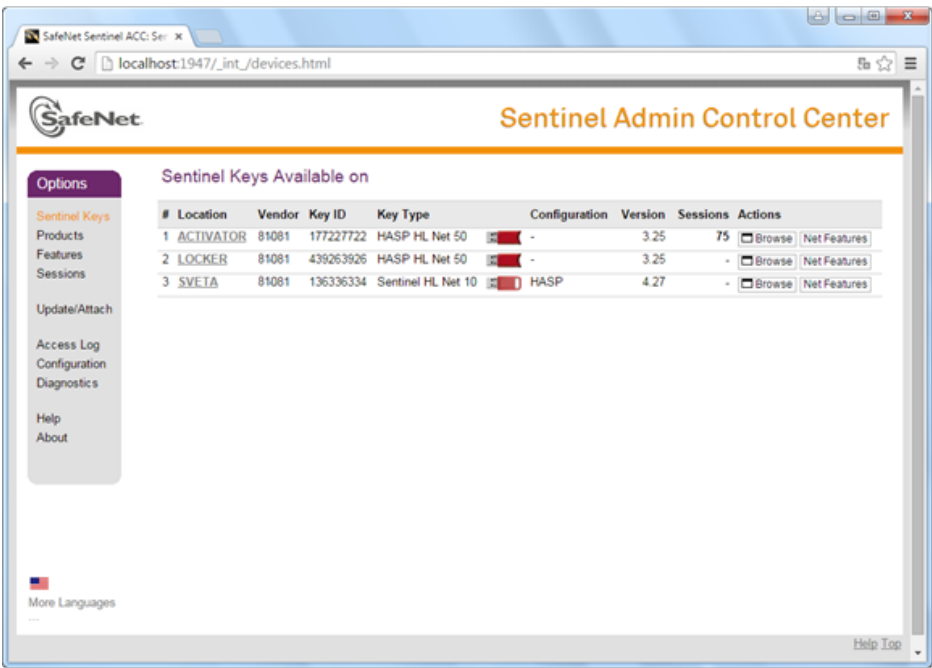 SafeNet Sentinel ACC: Ser
localhost:1947/_int_/devices.html
SafeNet.
Sentinel Admin Control Center
Options
Sentinel Keys
Products
Features
Sessions
Update/Attach
Access Log
Configuration
Diagnostics
Help
About
Sentinel Keys Available on
# Location Vendor Key ID Key Type Configuration Version Sessions Actions
1 ACTIVATOR 81081 177227722 HASP HL Net 50 - 3.25 75 Browse Net Features
2 LOCKER 81081 439263926 HASP HL Net 50 - 3.25 - Browse Net Features
3 SVETA 81081 136336334 Sentinel HL Net 10 HASP 4.27 - Browse Net Features
More Languages
...
Help Top